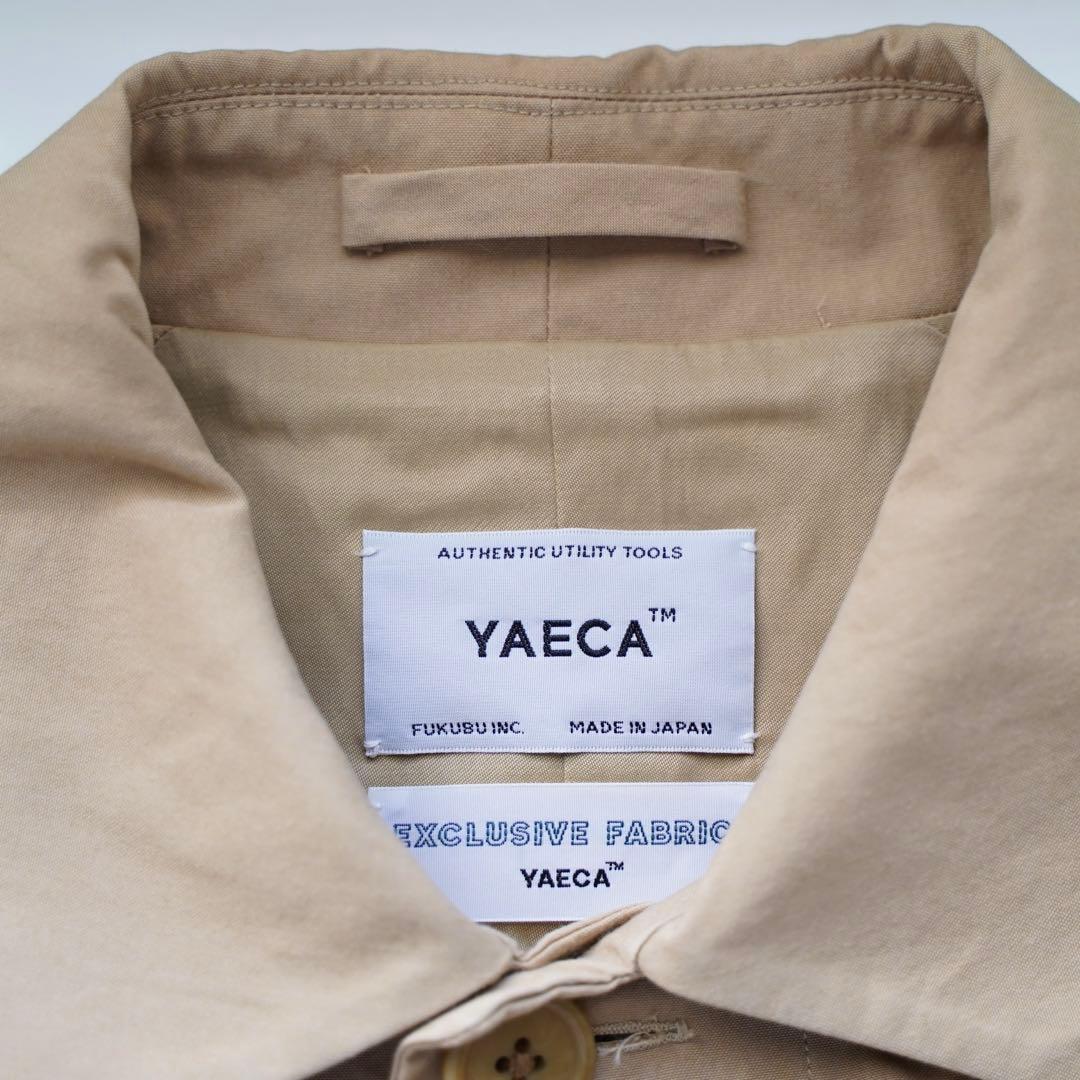 AUTHENTIC UTILITY TOOLS
YAECA™
FUKUBU INC. MADE IN JAPAN
EXCLUSIVE FABRIC
YAECA™